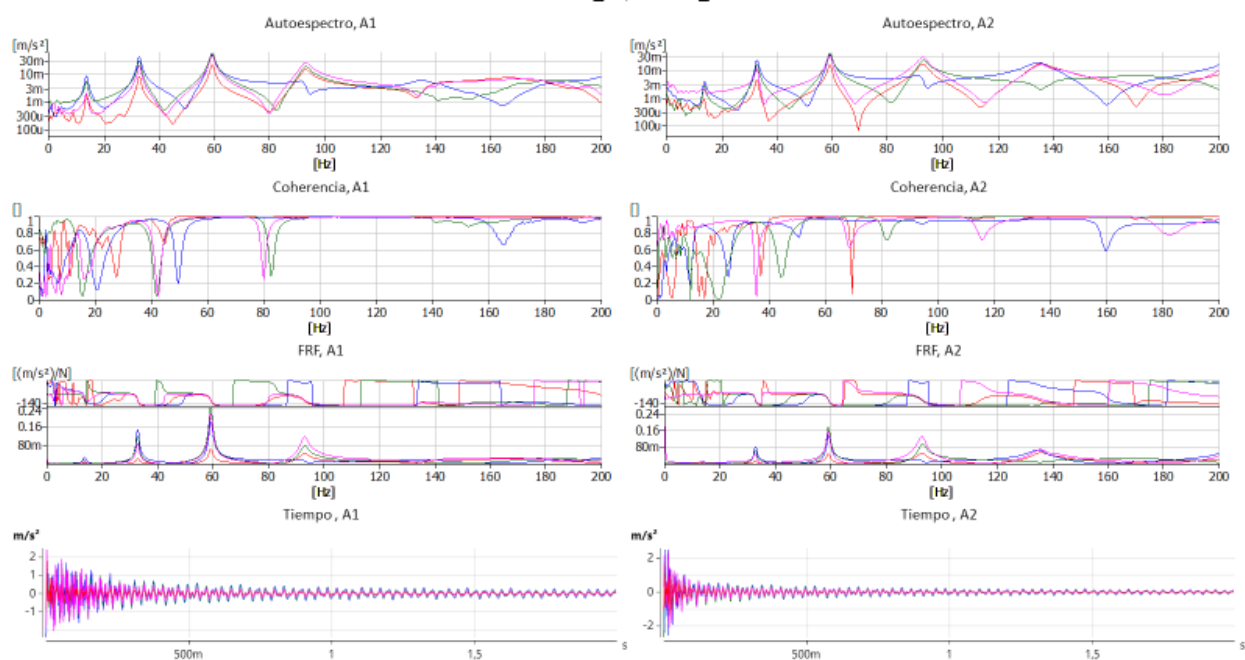 Autoespectro, A1
[m/s²]
30m
10m
3m
1m
300u
100u
0 20 40 60 80 100 120 140 160 180 200
[Hz]
Autoespectro, A2
[m/s²]
30m
10m
3m
1m
300u
100u
0 20 40 60 80 100 120 140 160 180 200
[Hz]
Coherencia, A1
[]
1
0.8
0.6
0.4
0.2
0
0 20 40 60 80 100 120 140 160 180 200
[Hz]
Coherencia, A2
[]
1
0.8
0.6
0.4
0.2
0
0 20 40 60 80 100 120 140 160 180 200
[Hz]
FRF, A1
[(m/s²)/N]
-140
0.24
0.16
80m
0 20 40 60 80 100 120 140 160 180 200
[Hz]
FRF, A2
[(m/s²)/N]
-140
0.24
0.16
80m
0 20 40 60 80 100 120 140 160 180 200
[Hz]
Tiempo , A1
m/s²
2
1
0
-1
500m 1 1,5 s
Tiempo , A2
m/s²
2
0
-2
500m 1 1,5 s